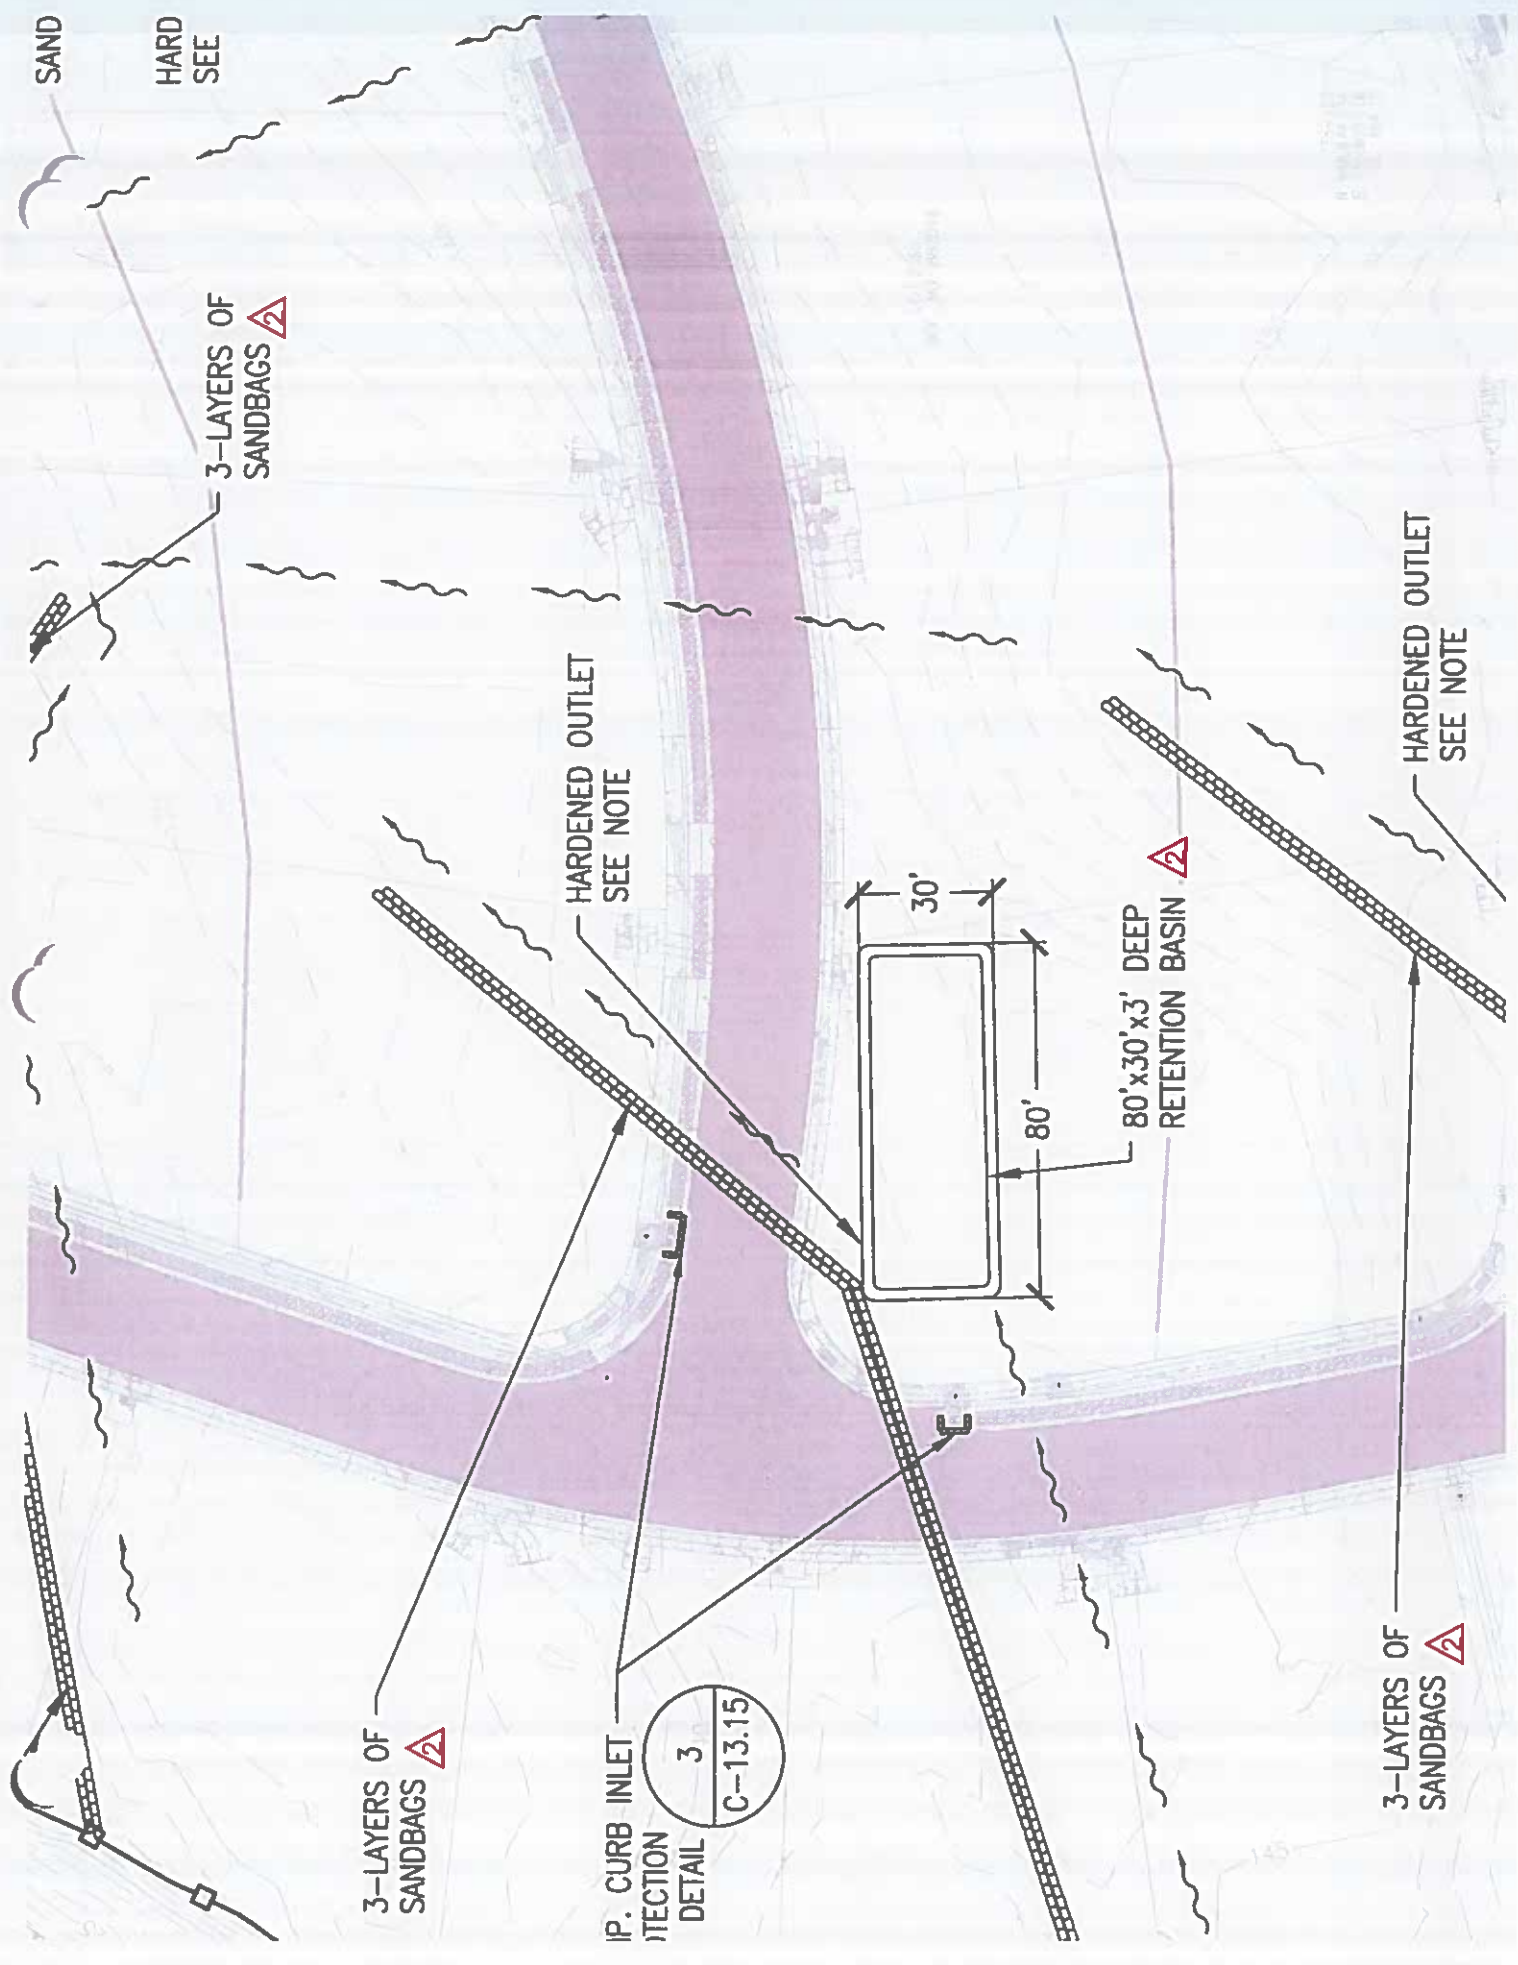 SAND
HARD
SEE
3-LAYERS OF
SANDBAGS 2
HARDENED OUTLET
SEE NOTE
30'
80'
80'x30'x3' DEEP
RETENTION BASIN 2
HARDENED OUTLET
SEE NOTE
3-LAYERS OF
SANDBAGS 2
IP. CURB INLET
TECTION
DETAIL
3
C-13.15
3-LAYERS OF
SANDBAGS 2
145